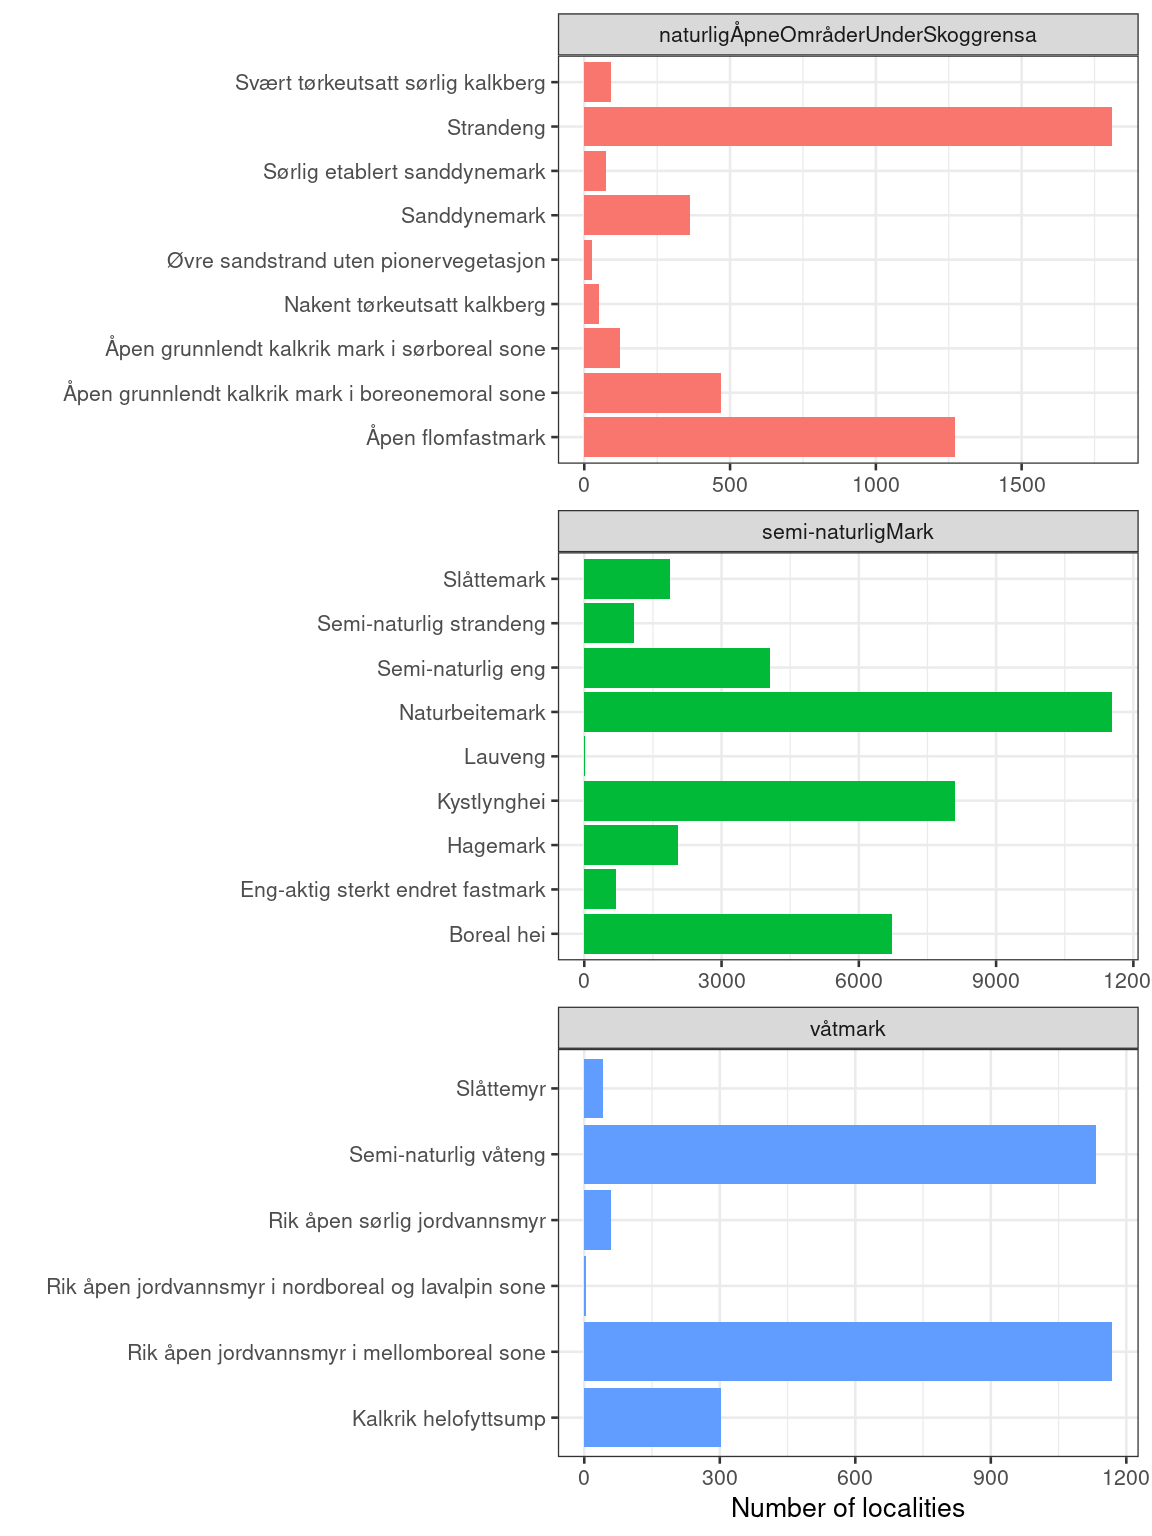 naturligÅpneOmråderUnderSkoggrensa
Svært tørkeutsatt sørlig kalkberg
Strandeng
Sørlig etablert sanddynemark
Sanddynemark
Øvre sandstrand uten pionervegetasjon
Nakent tørkeutsatt kalkberg
Åpen grunnlendt kalkrik mark i sørboreal sone
Åpen grunnlendt kalkrik mark i boreonemoral sone
Åpen flomfastmark
0 500 1000 1500
semi-naturligMark
Slåttemark
Semi-naturlig strandeng
Semi-naturlig eng
Naturbeitemark
Lauveng
Kystlynghei
Hagemark
Eng-aktig sterkt endret fastmark
Boreal hei
0 3000 6000 9000 1200
våtmark
Slåttemyr
Semi-naturlig våteng
Rik åpen sørlig jordvannsmyr
Rik åpen jordvannsmyr i nordboreal og lavalpin sone
Rik åpen jordvannsmyr i mellomboreal sone
Kalkrik helofyttsump
0 300 600 900 1200
Number of localities